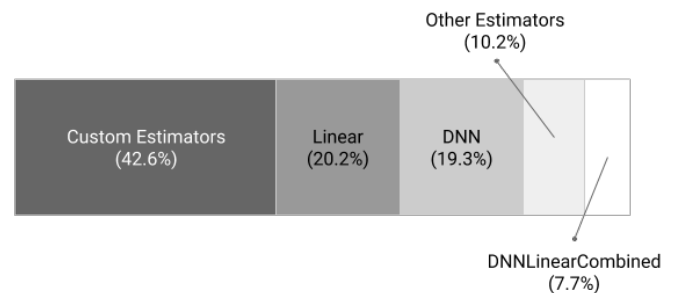 Other Estimators
(10.2%)
Custom Estimators
(42.6%)
Linear
(20.2%)
DNN
(19.3%)
DNNLinearCombined
(7.7%)